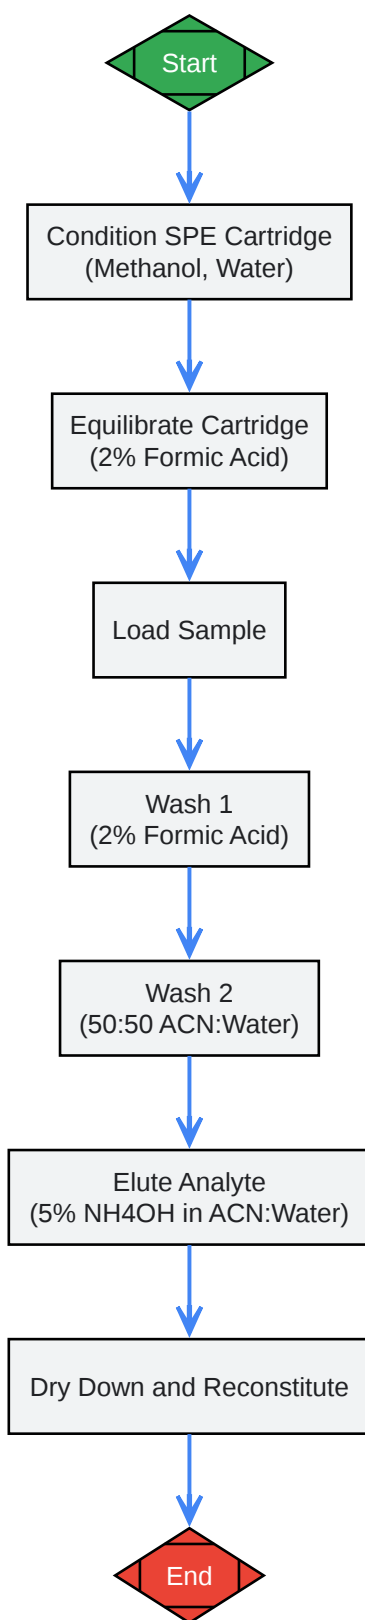 Start
Condition SPE Cartridge
(Methanol, Water)
Equilibrate Cartridge
(2% Formic Acid)
Load Sample
Wash 1
(2% Formic Acid)
Wash 2
(50:50 ACN:Water)
Elute Analyte
(5% NH4OH in ACN:Water)
Dry Down and Reconstitute
End